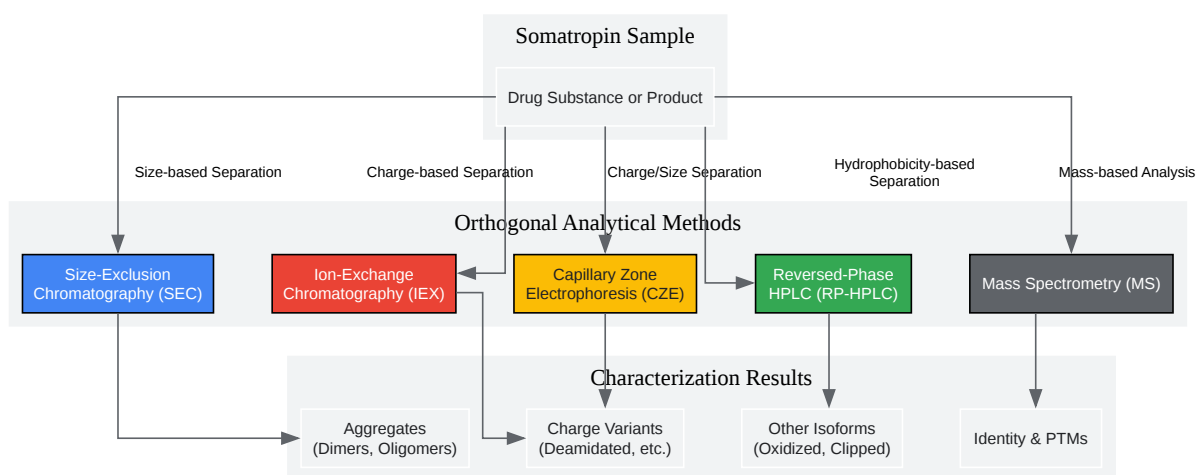 Somatropin Sample
Drug Substance or Product
Size-based Separation
Charge-based Separation
Charge/Size Separation
Hydrophobicity-based
Separation
Mass-based Analysis
Orthogonal Analytical Methods
Size-Exclusion
Chromatography (SEC)
Ion-Exchange
Chromatography (IEX)
Capillary Zone
Electrophoresis (CZE)
Reversed-Phase
HPLC (RP-HPLC)
Mass Spectrometry (MS)
Characterization Results
Aggregates
(Dimers, Oligomers)
Charge Variants
(Deamidated, etc.)
Other Isoforms
(Oxidized, Clipped)
Identity & PTMs